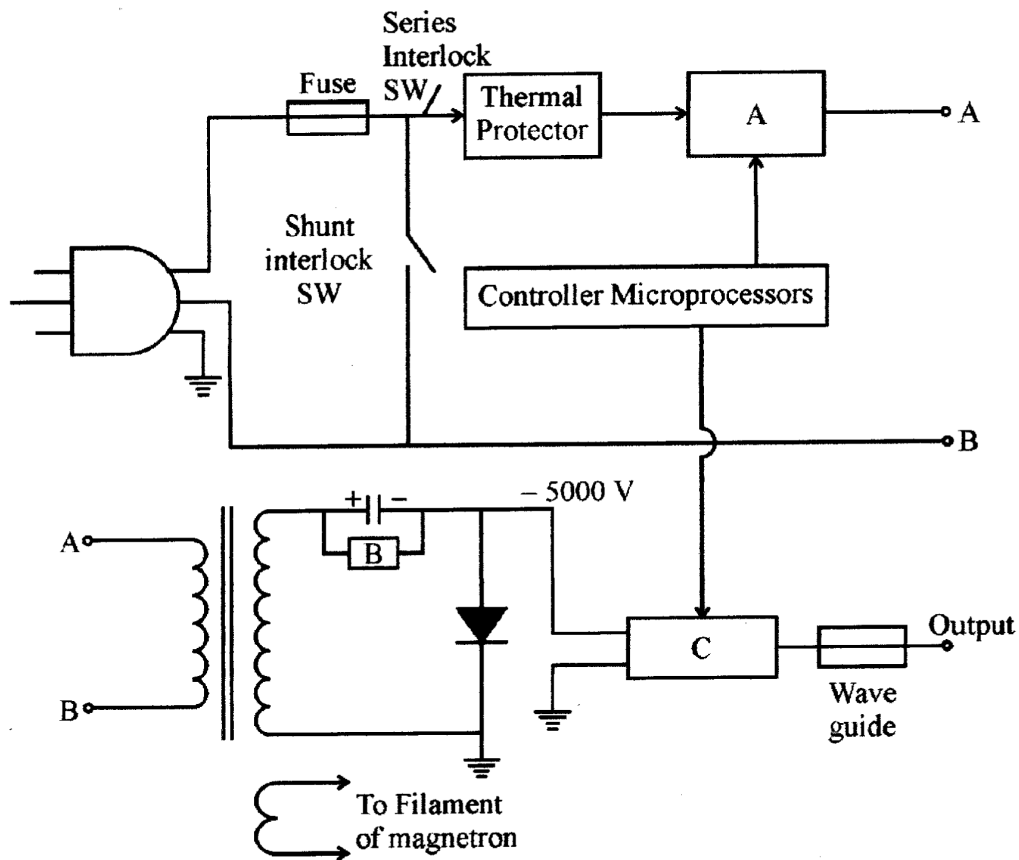 Series
Interlock
SW
Fuse
Thermal
Protector
A
A
Shunt
interlock
SW
Controller Microprocessors
B
+ −
− 5000 V
A
B
B
C
Output
Wave
guide
To Filament
of magnetron